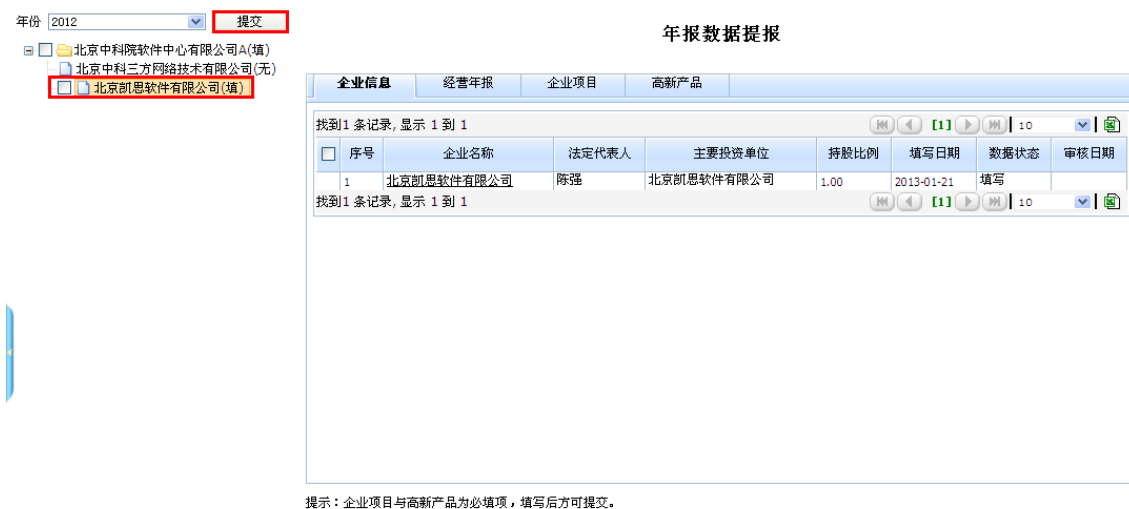 年份 2012 提交
北京中科院软件中心有限公司A(填)
北京中科三方网络技术有限公司(无)
北京凯思软件有限公司(填)
年报数据提报
企业信息 经营年报 企业项目 高新产品
找到1 条记录, 显示 1 到 1 [1] 10
序号 企业名称 法定代表人 主要投资单位 持股比例 填写日期 数据状态 审核日期
1 北京凯思软件有限公司 陈强 北京凯思软件有限公司 1.00 2013-01-21 填写
找到1 条记录, 显示 1 到 1 [1] 10
提示：企业项目与高新产品为必填项，填写后方可提交。